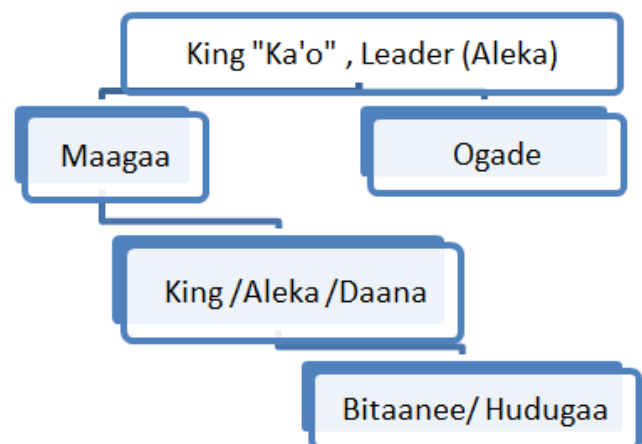 King "Ka'o" , Leader (Aleka)
Maagaa
Ogade
King /Aleka /Daana
Bitaanee/ Hudugaa